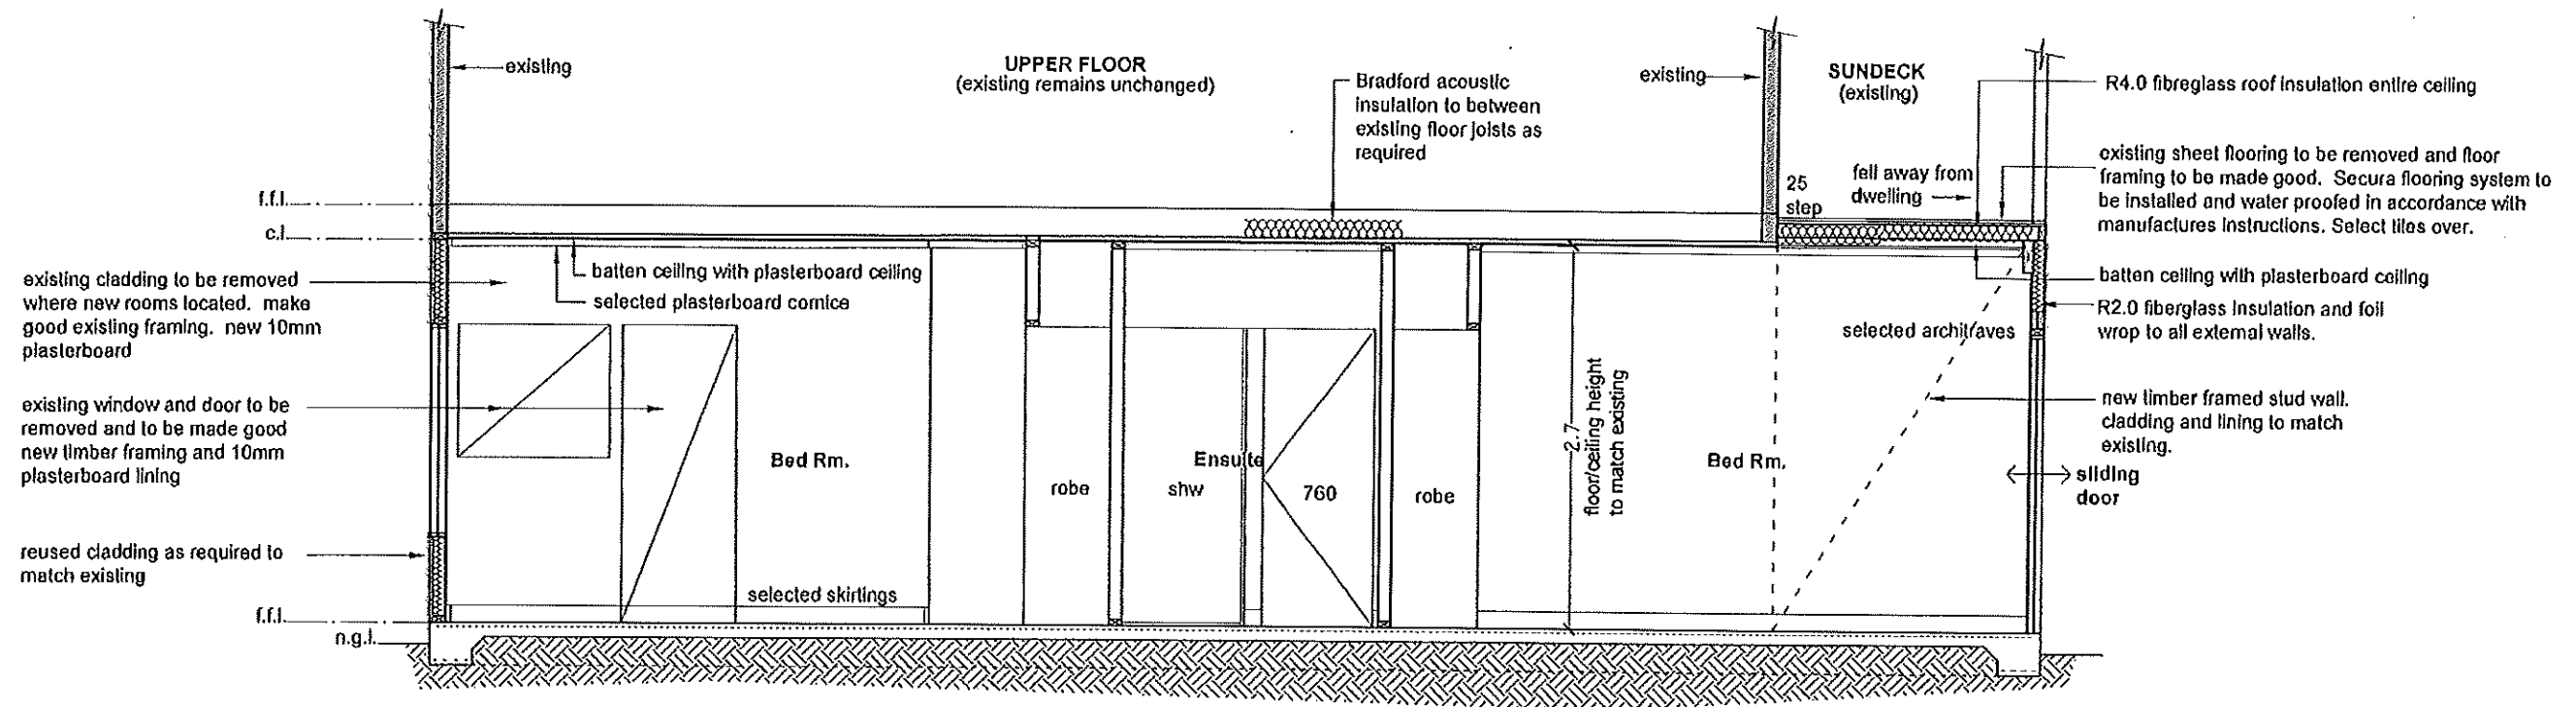 existing
UPPER FLOOR
(existing remains unchanged)
Bradford acoustic
insulation to between
existing floor joists as
required
existing
SUNDECK
(existing)
R4.0 fibreglass roof insulation entire ceiling
existing sheet flooring to be removed and floor
framing to be made good. Secura flooring system to
be installed and water proofed in accordance with
manufactures instructions. Select tiles over.
fall away from
dwelling
25
step
f.f.l.
c.l.
batten ceiling with plasterboard ceiling
selected plasterboard cornice
existing cladding to be removed
where new rooms located. make
good existing framing. new 10mm
plasterboard
batten ceiling with plasterboard ceiling
R2.0 fiberglass insulation and foil
wrap to all external walls.
selected architraves
existing window and door to be
removed and to be made good
new timber framing and 10mm
plasterboard lining
2.7
floor/ceiling height
to match existing
new timber framed stud wall.
cladding and lining to match
existing.
Bed Rm.
robe
Ensuite
shw
760
robe
Bed Rm.
sliding
door
reused cladding as required to
match existing
selected skirtings
f.f.l.
n.g.l.